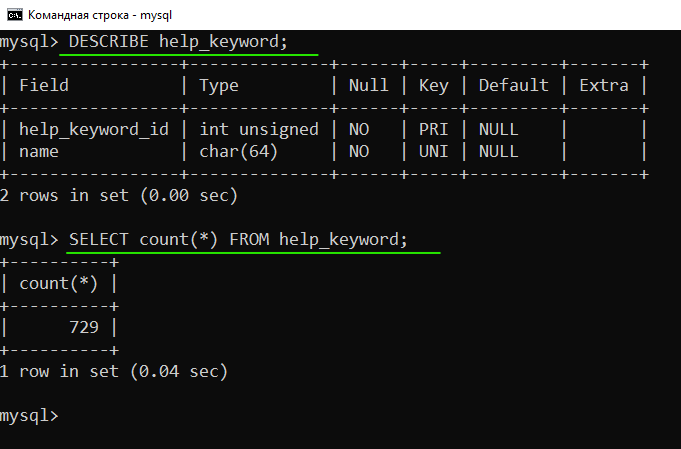 Командная строка - mysql
mysql> DESCRIBE help_keyword;
+-----------------+--------------+------+-----+---------+-------+
| Field           | Type         | Null | Key | Default | Extra |
+-----------------+--------------+------+-----+---------+-------+
| help_keyword_id | int unsigned | NO   | PRI | NULL    |       |
| name            | char(64)     | NO   | UNI | NULL    |       |
+-----------------+--------------+------+-----+---------+-------+
2 rows in set (0.00 sec)
mysql> SELECT count(*) FROM help_keyword;
+----------+
| count(*) |
+----------+
|      729 |
+----------+
1 row in set (0.04 sec)
mysql>